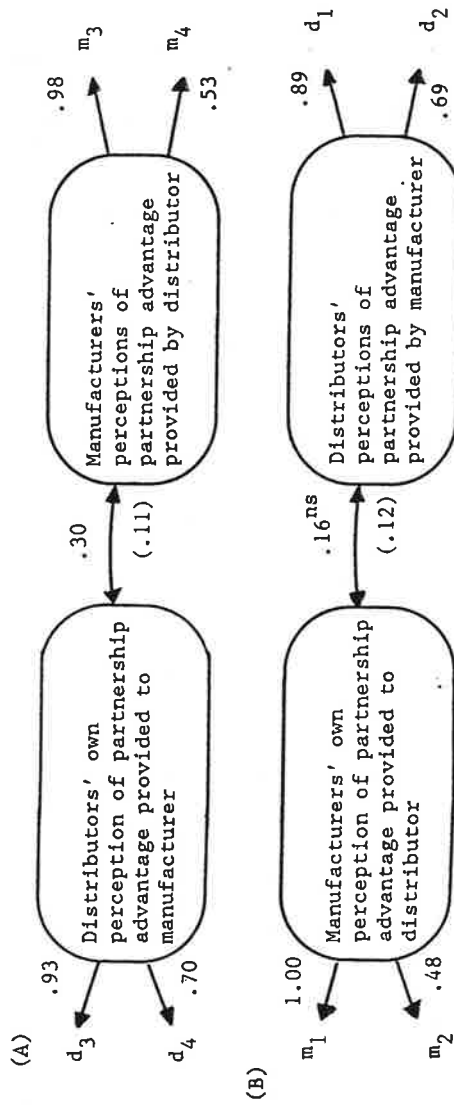 (A)
.93
d3
.70
d4
Distributors' own
perception of partnership
advantage provided to
manufacturer
.30
(.11)
Manufacturers'
perceptions of
partnership advantage
provided by distributor
.98
m3
.53
m4
(B)
1.00
m1
.48
m2
Manufacturers' own
perception of partnership
advantage provided to
distributor
.16ns
(.12)
Distributors'
perceptions of
partnership advantage
provided by manufacturer
.89
d1
.69
d2